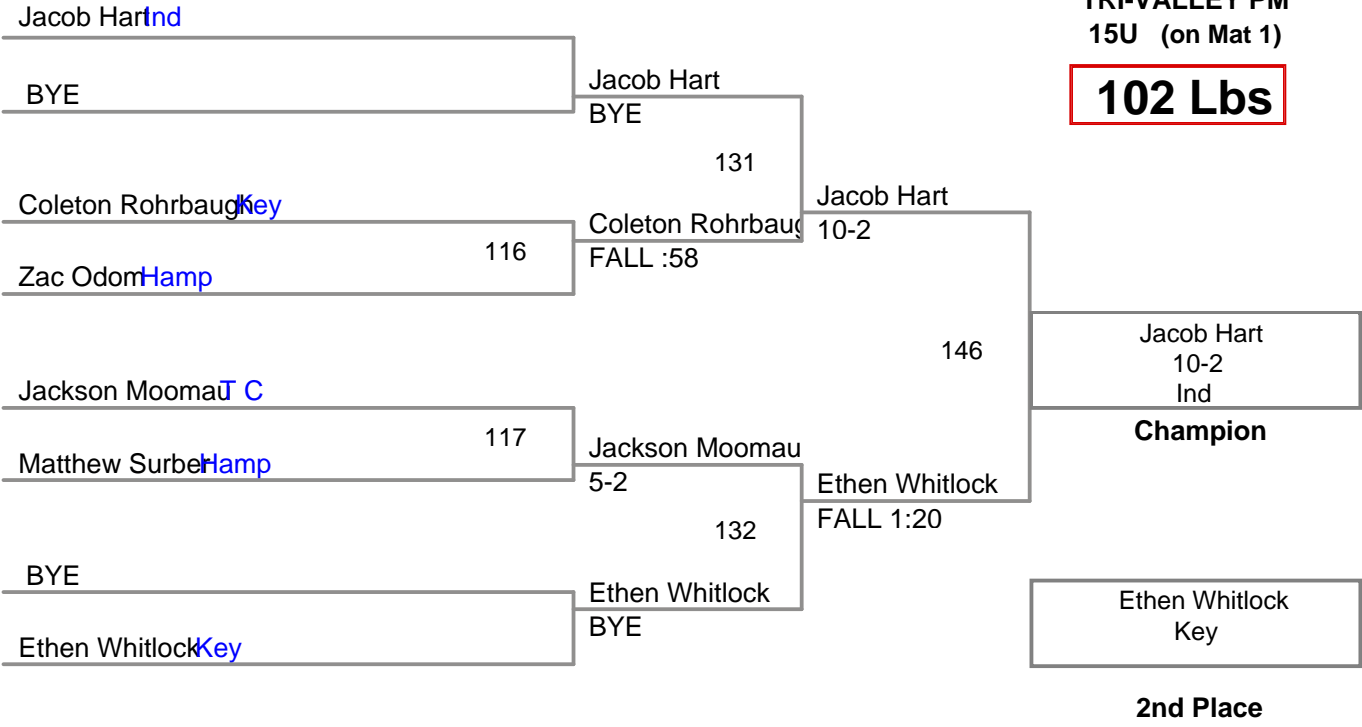 TRI-VALLEY PM
15U (on Mat 1)
102 Lbs
Jacob Hart Ind
BYE
Jacob Hart
BYE
131
Coleton Rohrbaugh Key
116
Zac Odom Hamp
Coleton Rohrbaug
FALL :58
Jacob Hart
10-2
146
Jackson Moomau T C
117
Matthew Surber Hamp
Jackson Moomau
5-2
132
BYE
Ethen Whitlock Key
Ethen Whitlock
BYE
Ethen Whitlock
FALL 1:20
Jacob Hart
10-2
Ind
Champion
Ethen Whitlock
Key
2nd Place